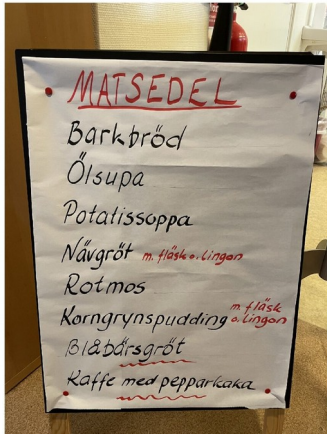 MATSEDEL
Barkbröd
Ölsupa
Potatissoppa
Nävgröt m. fläsk o. lingon
Rotmos
Korngrynspudding m. fläsk
o. lingon
Blåbärsgröt
Kaffe med pepparkaka